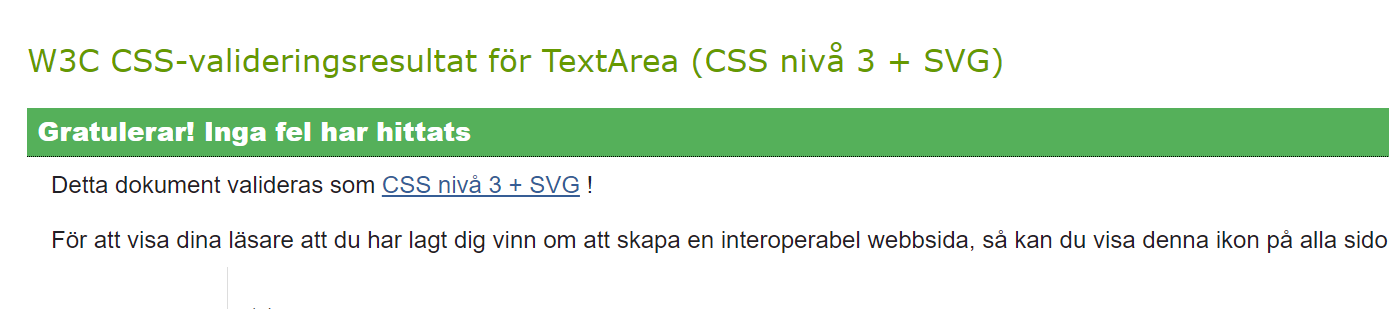 W3C CSS-valideringsresultat för TextArea (CSS nivå 3 + SVG)
Gratulerar! Inga fel har hittats
Detta dokument valideras som CSS nivå 3 + SVG !
För att visa dina läsare att du har lagt dig vinn om att skapa en interoperabel webbsida, så kan du visa denna ikon på alla sido